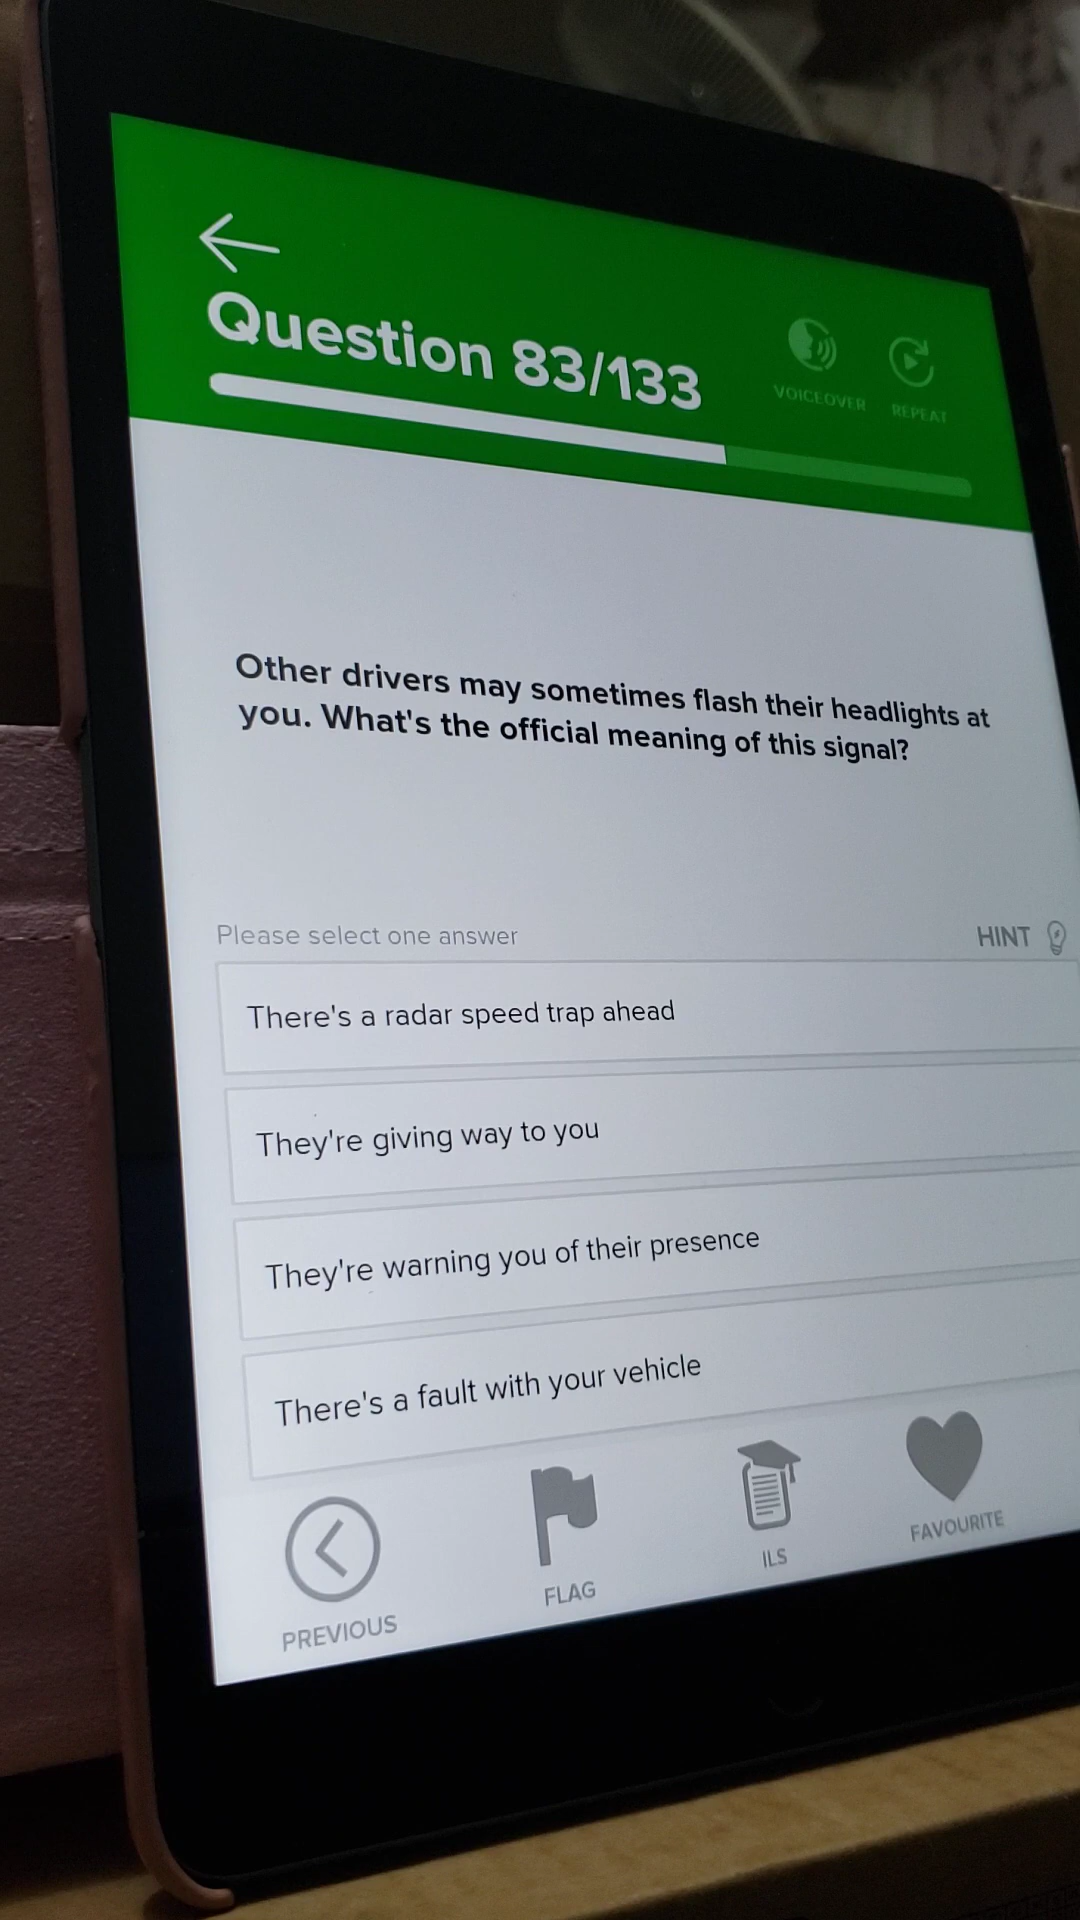 Question 83/133
VOICEOVER
REPEAT
Other drivers may sometimes flash their headlights at
you. What's the official meaning of this signal?
Please select one answer
HINT
There's a radar speed trap ahead
They're giving way to you
They're warning you of their presence
There's a fault with your vehicle
PREVIOUS
FLAG
ILS
FAVOURITE